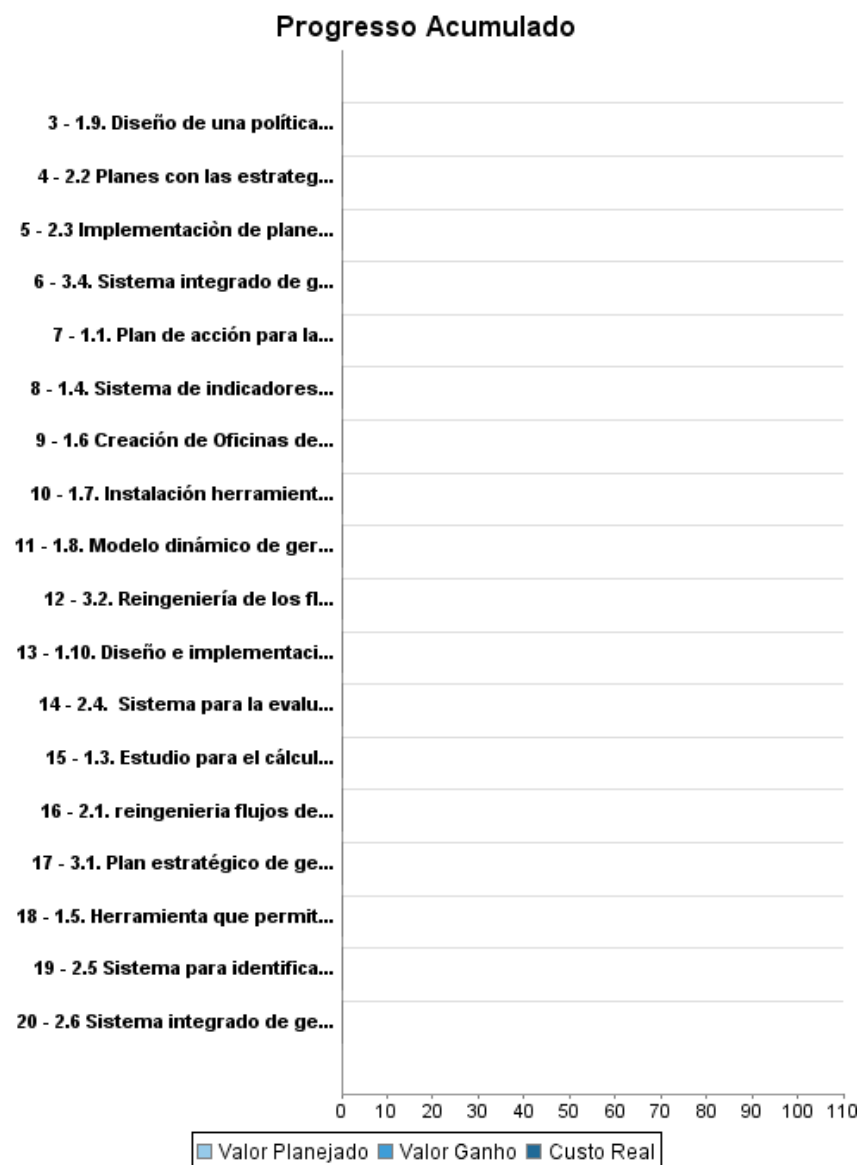 Progresso Acumulado
3 - 1.9. Diseño de una política...
4 - 2.2 Planes con las estrateg...
5 - 2.3 Implementaciòn de plane...
6 - 3.4. Sistema integrado de g...
7 - 1.1. Plan de acción para la...
8 - 1.4. Sistema de indicadores...
9 - 1.6 Creación de Oficinas de...
10 - 1.7. Instalación herramient...
11 - 1.8. Modelo dinámico de ger...
12 - 3.2. Reingeniería de los fl...
13 - 1.10. Diseño e implementaci...
14 - 2.4.  Sistema para la evalu...
15 - 1.3. Estudio para el cálcul...
16 - 2.1. reingenieria flujos de...
17 - 3.1. Plan estratégico de ge...
18 - 1.5. Herramienta que permit...
19 - 2.5 Sistema para identifica...
20 - 2.6 Sistema integrado de ge...
0 10 20 30 40 50 60 70 80 90 100 110
Valor Planejado Valor Ganho Custo Real